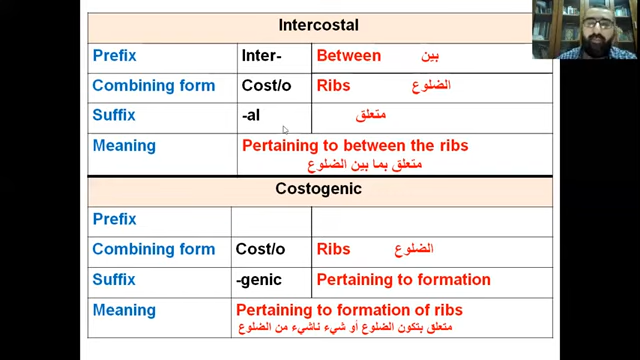 Intercostal
Prefix Inter- Between بين
Combining form Cost/o Ribs الضلوع
Suffix -al متعلق
Meaning Pertaining to between the ribs
متعلق بما بين الضلوع
Costogenic
Prefix
Combining form Cost/o Ribs الضلوع
Suffix -genic Pertaining to formation
Meaning Pertaining to formation of ribs
متعلق بتكون الضلوع أو شيء ناشيء من الضلوع